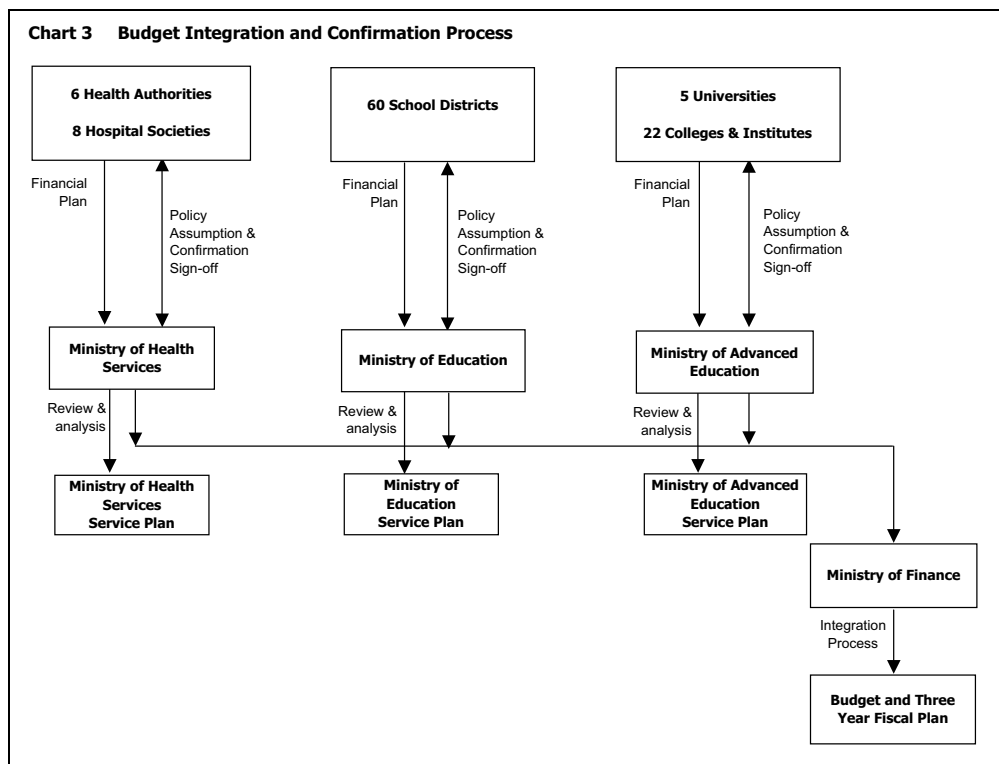 Chart 3 Budget Integration and Confirmation Process
6 Health Authorities
8 Hospital Societies
60 School Districts
5 Universities
22 Colleges & Institutes
Financial
Plan
Policy
Assumption &
Confirmation
Sign-off
Financial
Plan
Policy
Assumption &
Confirmation
Sign-off
Financial
Plan
Policy
Assumption &
Confirmation
Sign-off
Ministry of Health
Services
Ministry of Education
Ministry of Advanced
Education
Review &
analysis
Review &
analysis
Review &
analysis
Ministry of Health
Services
Service Plan
Ministry of
Education
Service Plan
Ministry of Advanced
Education
Service Plan
Ministry of Finance
Integration
Process
Budget and Three
Year Fiscal Plan